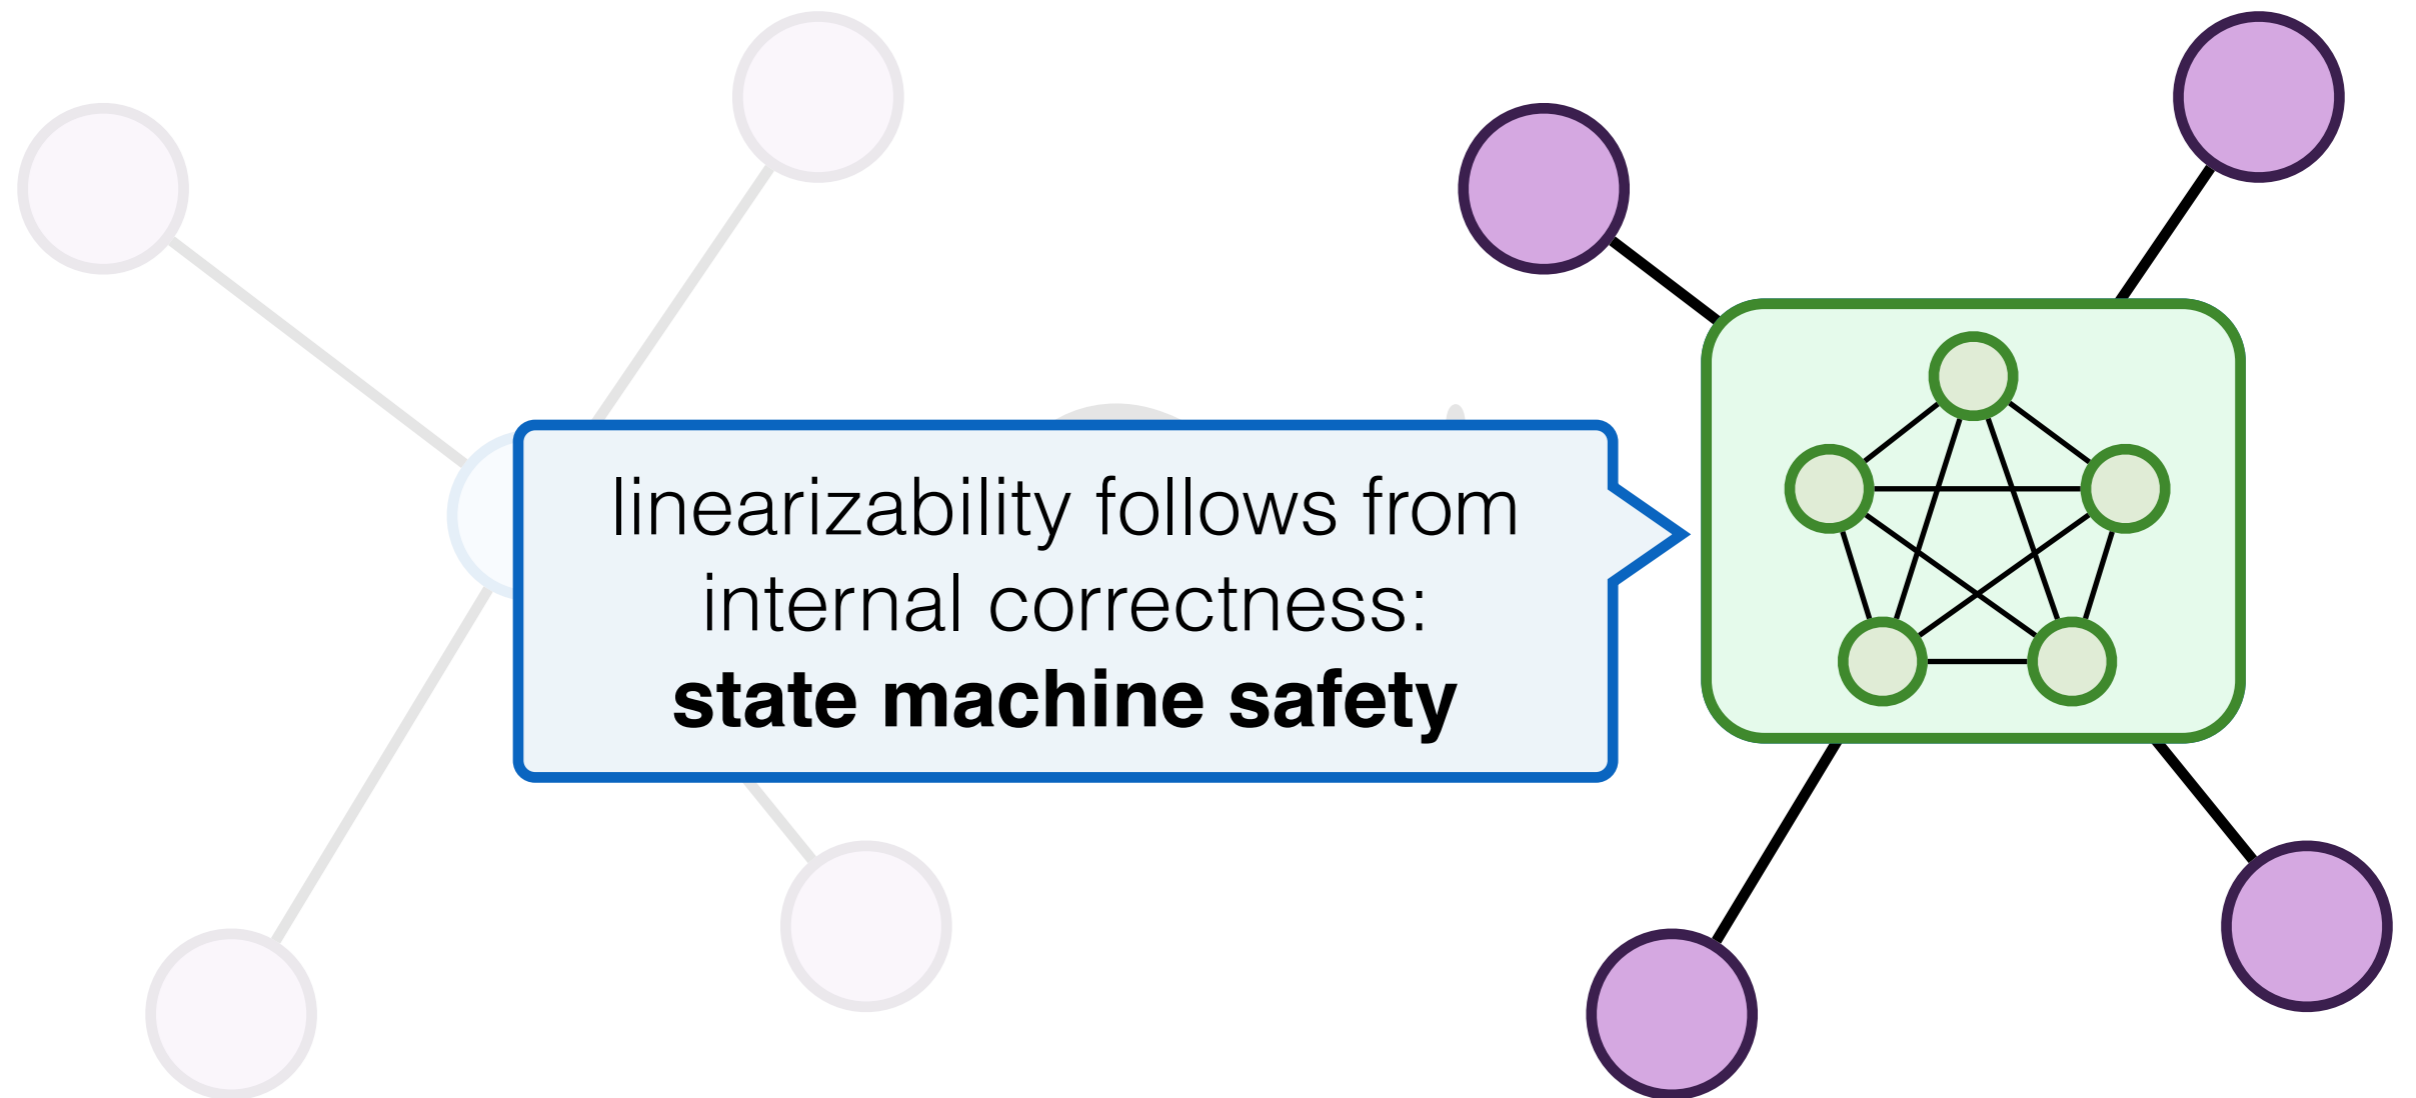 linearizability follows from
internal correctness:
state machine safety